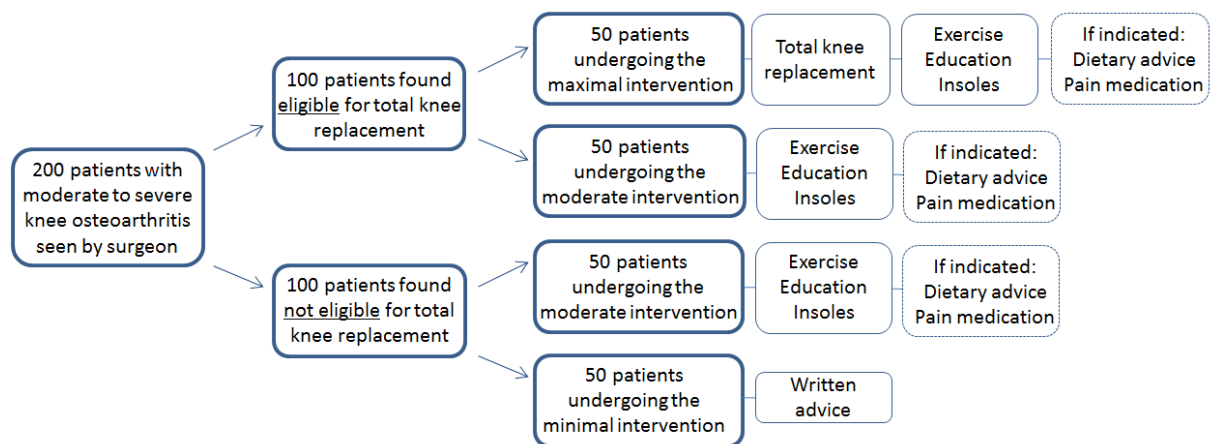 200 patients with
moderate to severe
knee osteoarthritis
seen by surgeon
100 patients found
eligible for total knee
replacement
50 patients
undergoing the
maximal intervention
Total knee
replacement
Exercise
Education
Insoles
If indicated:
Dietary advice
Pain medication
50 patients
undergoing the
moderate intervention
Exercise
Education
Insoles
If indicated:
Dietary advice
Pain medication
100 patients found
not eligible for total
knee replacement
50 patients
undergoing the
moderate intervention
Exercise
Education
Insoles
If indicated:
Dietary advice
Pain medication
50 patients
undergoing the
minimal intervention
Written
advice